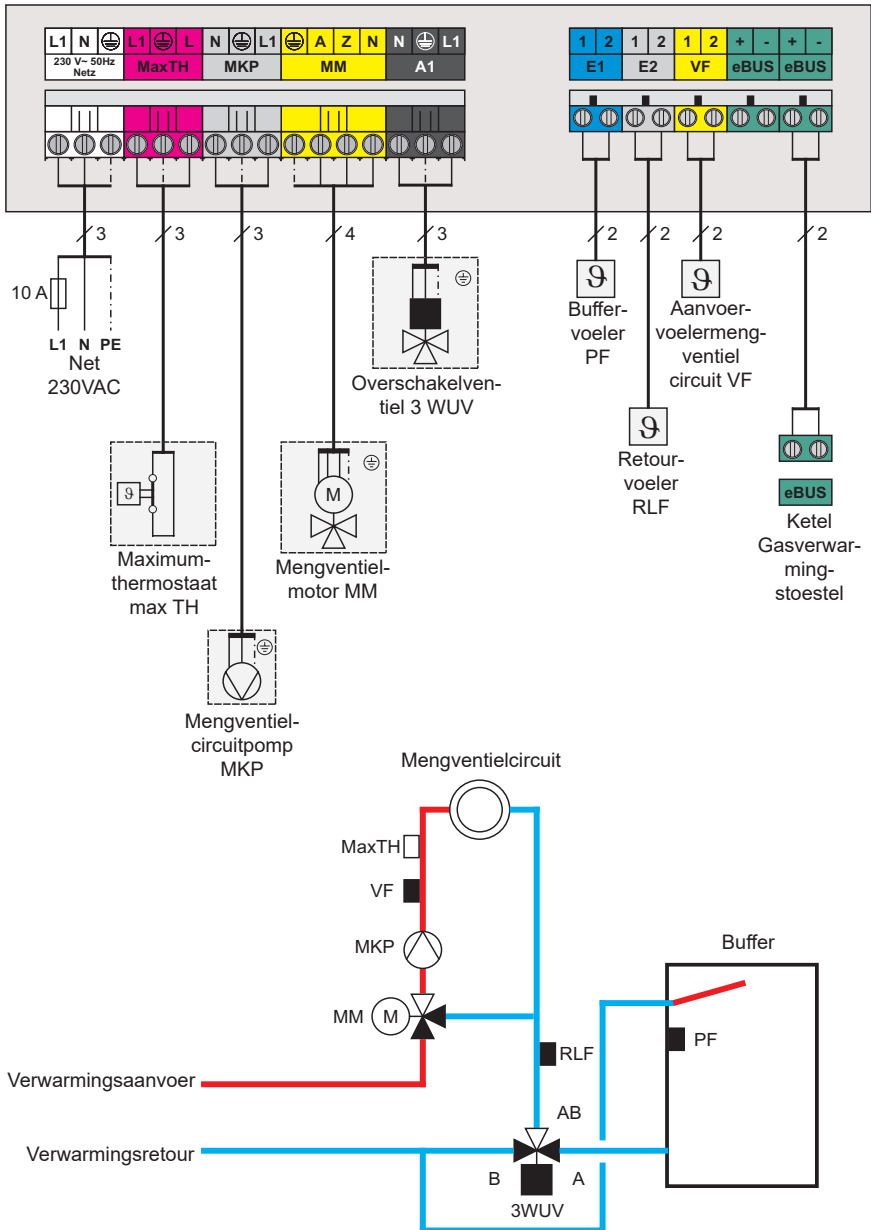 L1 N L1 L N L1 A Z N N L1
230 V~ 50Hz
Netz
MaxTH MKP MM A1
1 2 1 2 1 2 + - + -
E1 E2 VF eBUS eBUS
3 3 3 4 3 2 2 2 2
10 A
L1 N PE
Net
230VAC
Overschakelven-
tiel 3 WUV
Buffer-
voeler
PF
Aanvoer-
voelermeng-
ventiel
circuit VF
ϑ
ϑ
ϑ
Retour-
voeler
RLF
eBUS
Ketel
Gasverwar-
ming-
stoestel
ϑ
Maximum-
thermostaat
max TH
M
Mengventiel-
motor MM
Mengventiel-
circuitpomp
MKP
Mengventielcircuit
MaxTH
VF
MKP
MM M
Buffer
PF
RLF
Verwarmingsaanvoer
AB
Verwarmingsretour
B A
3WUV